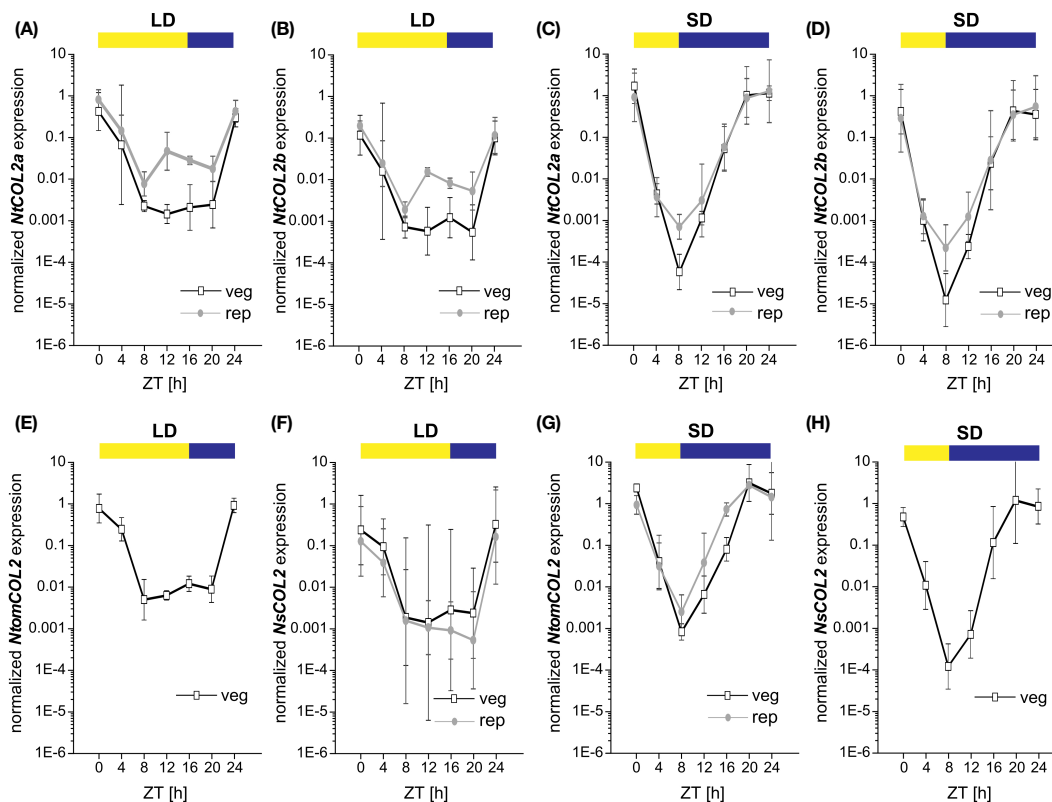 (A)
LD
normalized NtCOL2a expression
10
1
0.1
0.01
0.001
1E-4
1E-5
1E-6
veg
rep
0 4 8 12 16 20 24
ZT [h]
(B)
LD
normalized NtCOL2b expression
10
1
0.1
0.01
0.001
1E-4
1E-5
1E-6
veg
rep
0 4 8 12 16 20 24
ZT [h]
(C)
SD
normalized NtCOL2a expression
10
1
0.1
0.01
0.001
1E-4
1E-5
1E-6
veg
rep
0 4 8 12 16 20 24
ZT [h]
(D)
SD
normalized NtCOL2b expression
10
1
0.1
0.01
0.001
1E-4
1E-5
1E-6
veg
rep
0 4 8 12 16 20 24
ZT [h]
(E)
LD
normalized NtomCOL2 expression
10
1
0.1
0.01
0.001
1E-4
1E-5
1E-6
veg
0 4 8 12 16 20 24
ZT [h]
(F)
LD
normalized NsCOL2 expression
10
1
0.1
0.01
0.001
1E-4
1E-5
1E-6
veg
rep
0 4 8 12 16 20 24
ZT [h]
(G)
SD
normalized NtomCOL2 expression
10
1
0.1
0.01
0.001
1E-4
1E-5
1E-6
veg
rep
0 4 8 12 16 20 24
ZT [h]
(H)
SD
normalized NsCOL2 expression
10
1
0.1
0.01
0.001
1E-4
1E-5
1E-6
veg
0 4 8 12 16 20 24
ZT [h]